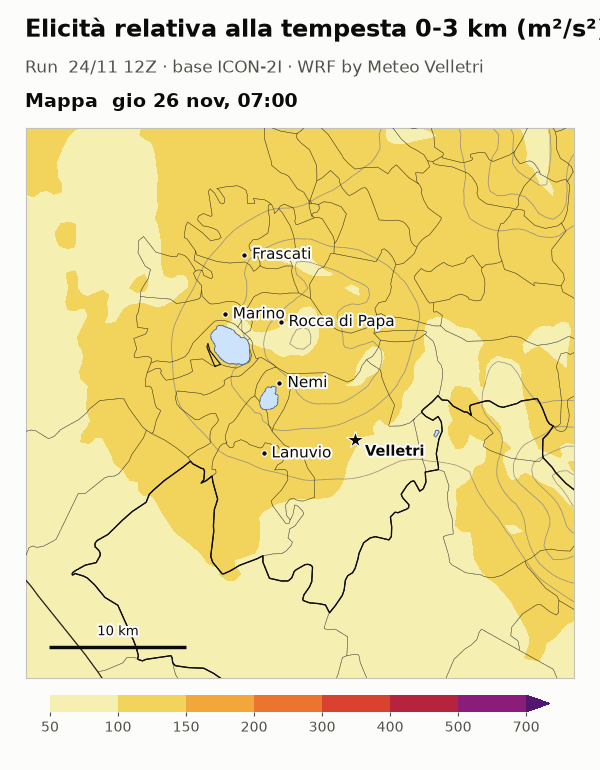 Elicità relativa alla tempesta 0-3 km (m²/s²)
Run 24/11 12Z · base ICON-2I · WRF by Meteo Velletri
Mappa gio 26 nov, 07:00
Frascati
Marino
Rocca di Papa
Nemi
Velletri
Lanuvio
10 km
50 100 150 200 300 400 500 700